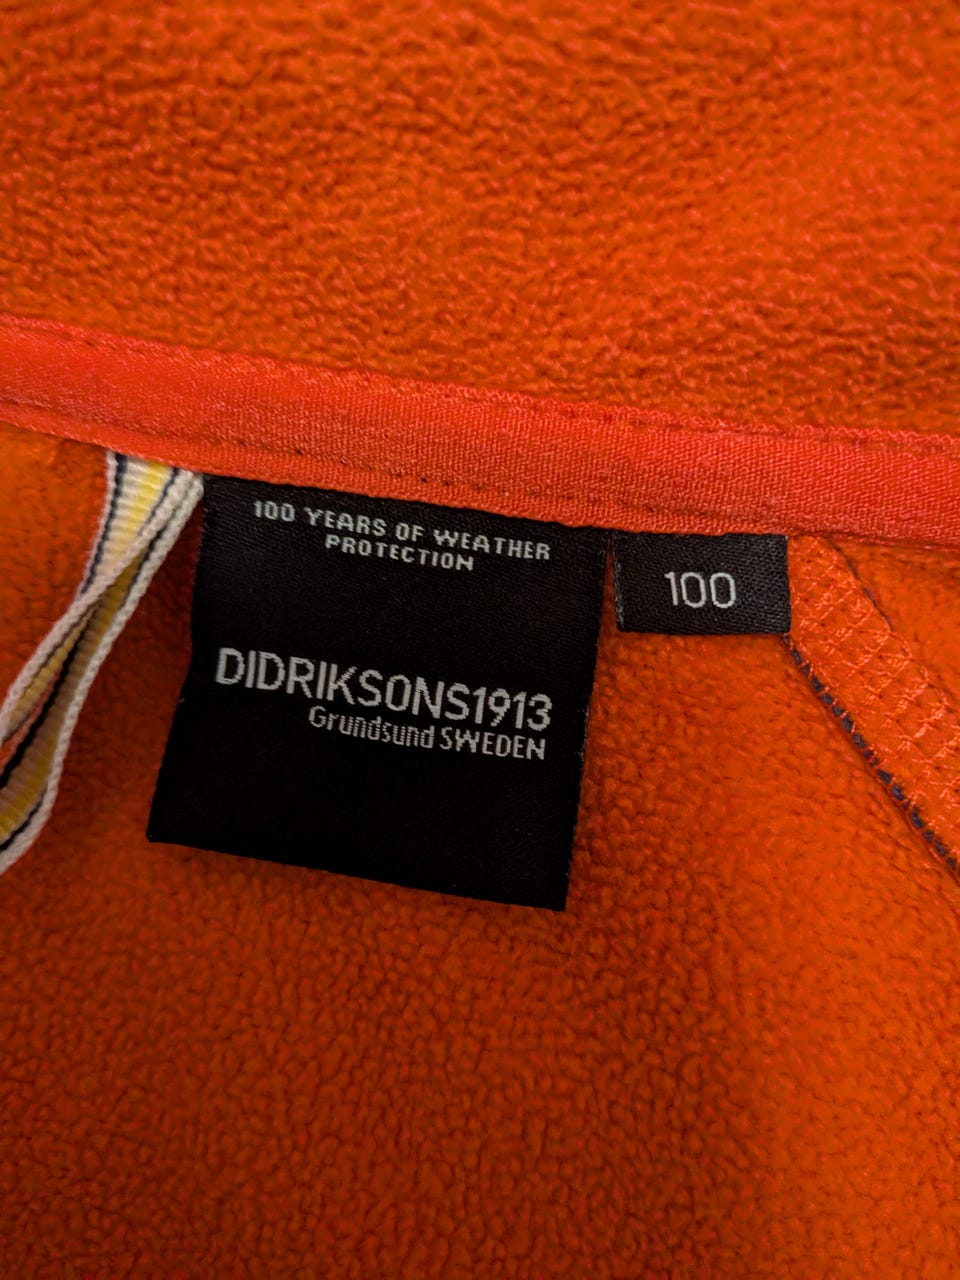 100 YEARS OF WEATHER
PROTECTION
DIDRIKSONS1913
Grundsund SWEDEN
100